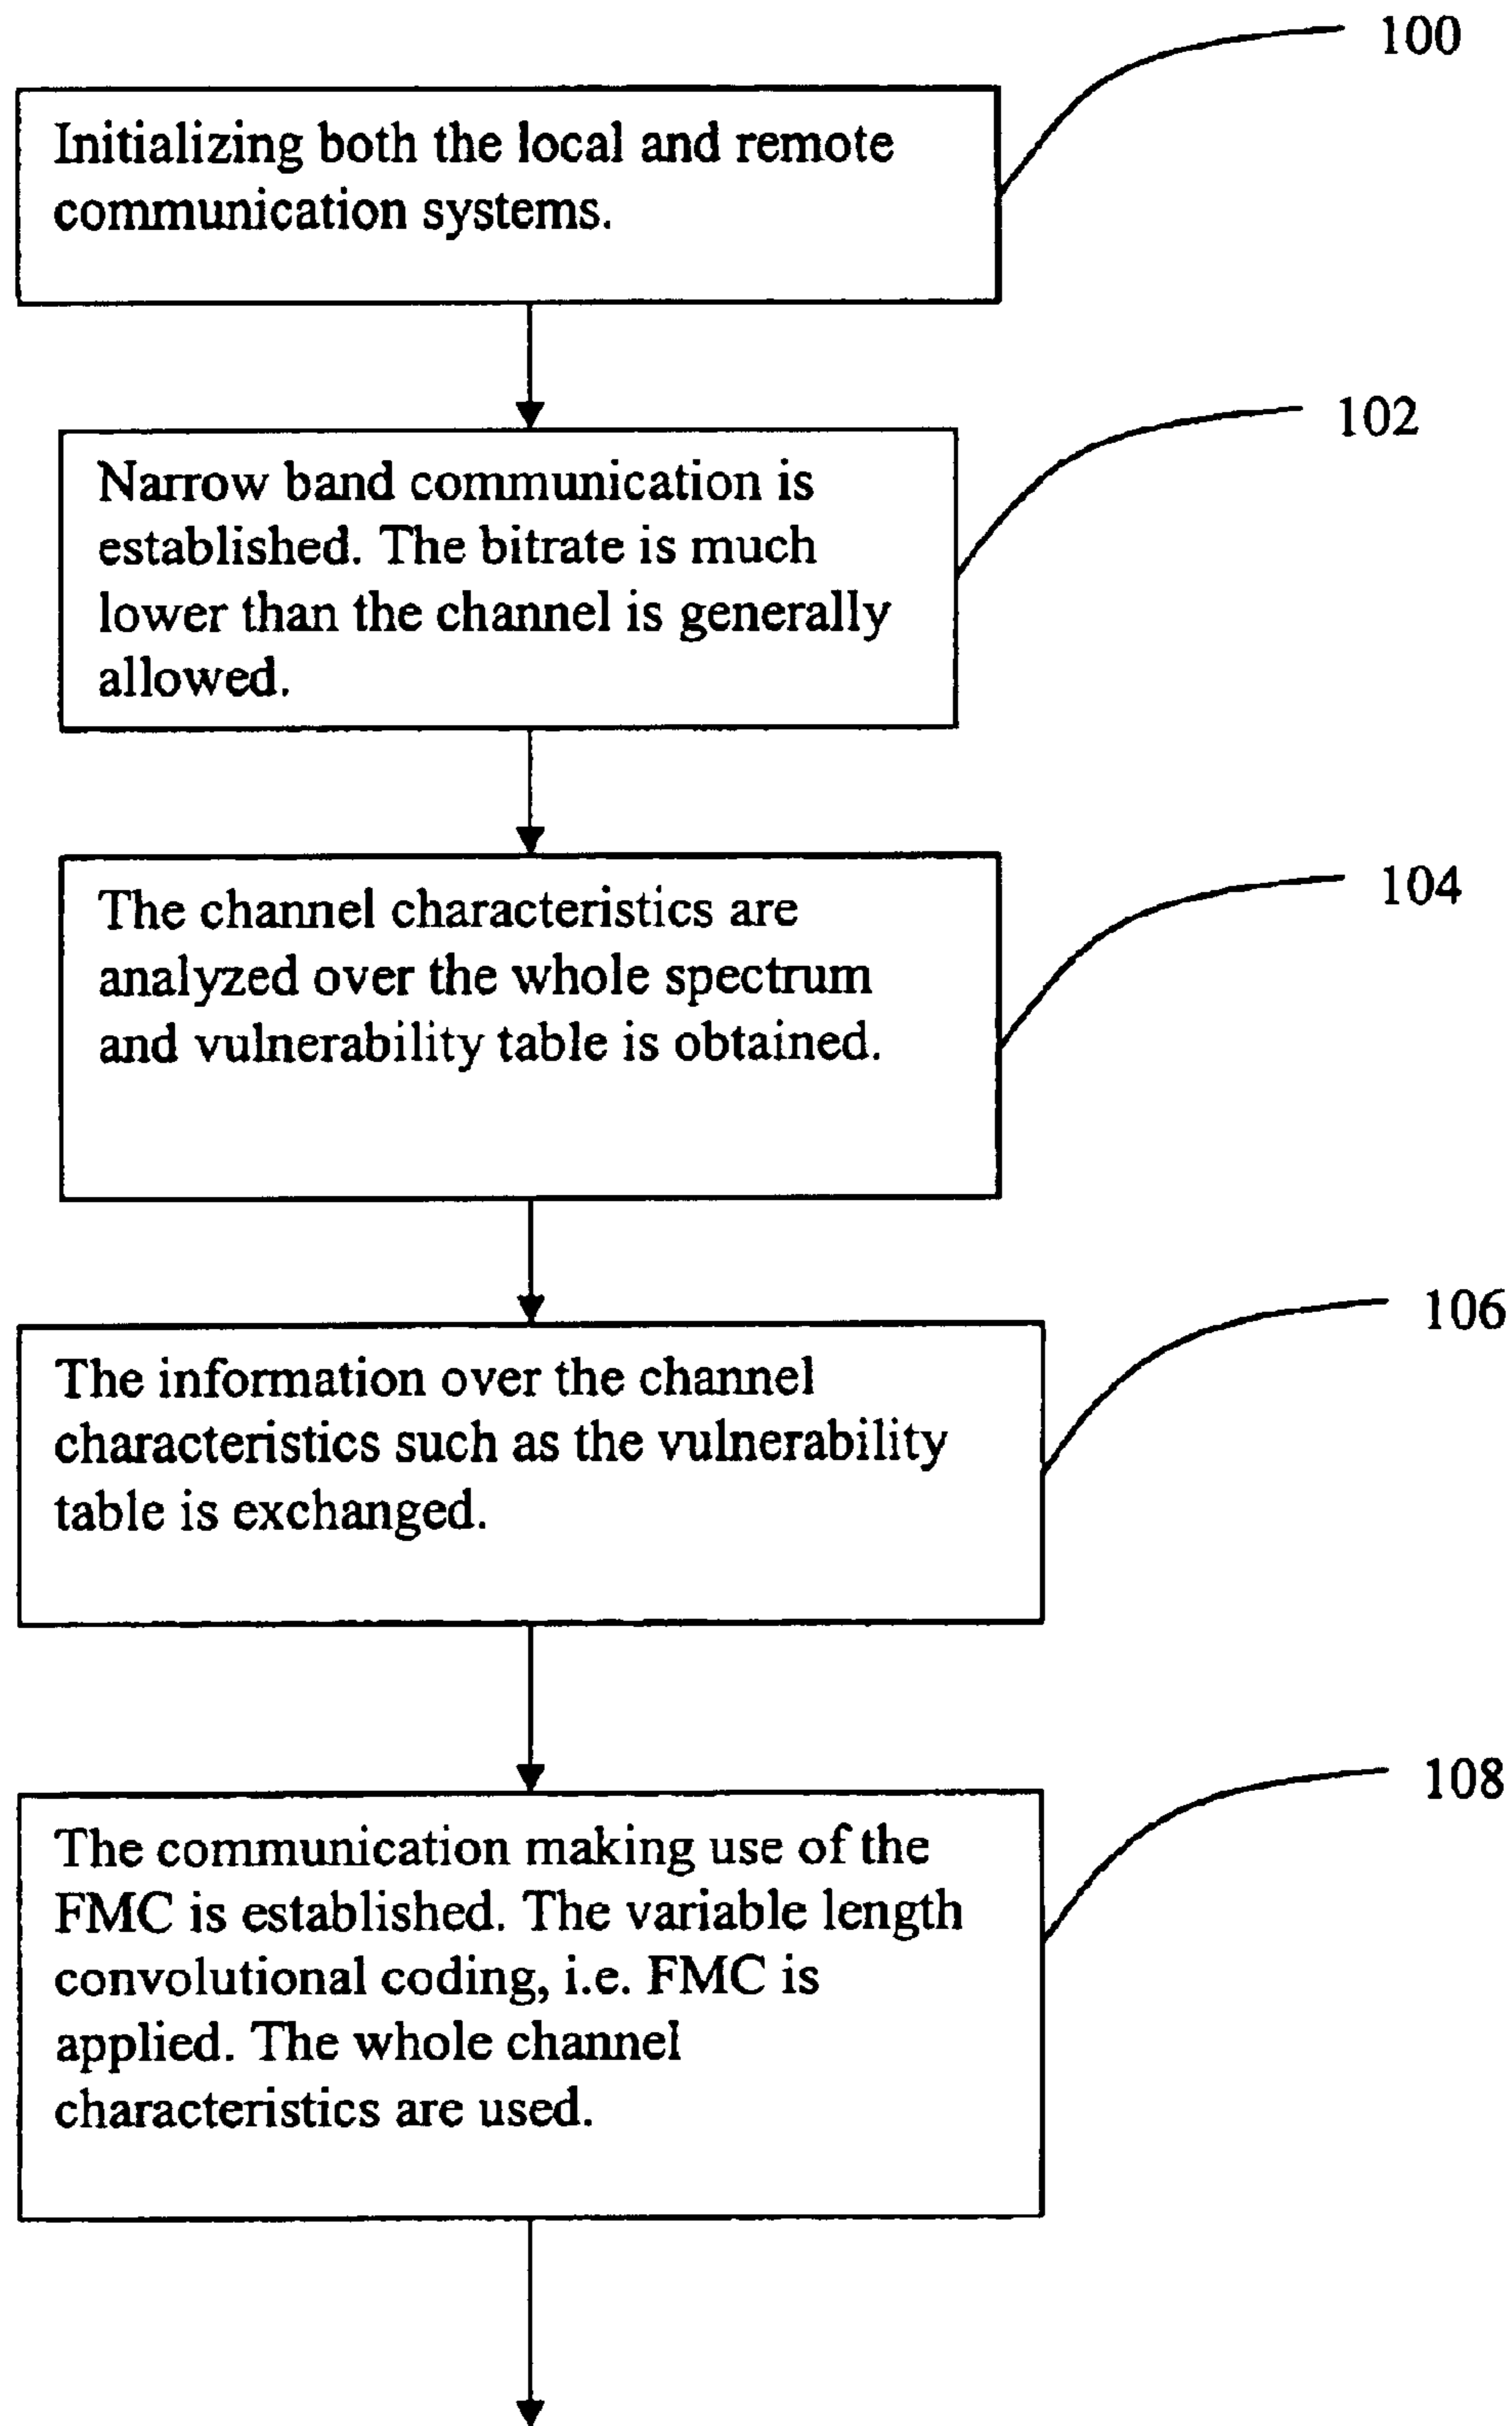 100
Initializing both the local and remote
communication systems.
102
Narrow band communication is
established. The bitrate is much
lower than the channel is generally
allowed.
104
The channel characteristics are
analyzed over the whole spectrum
and vulnerability table is obtained.
106
The information over the channel
characteristics such as the vulnerability
table is exchanged.
108
The communication making use of the
FMC is established. The variable length
convolutional coding, i.e. FMC is
applied. The whole channel
characteristics are used.